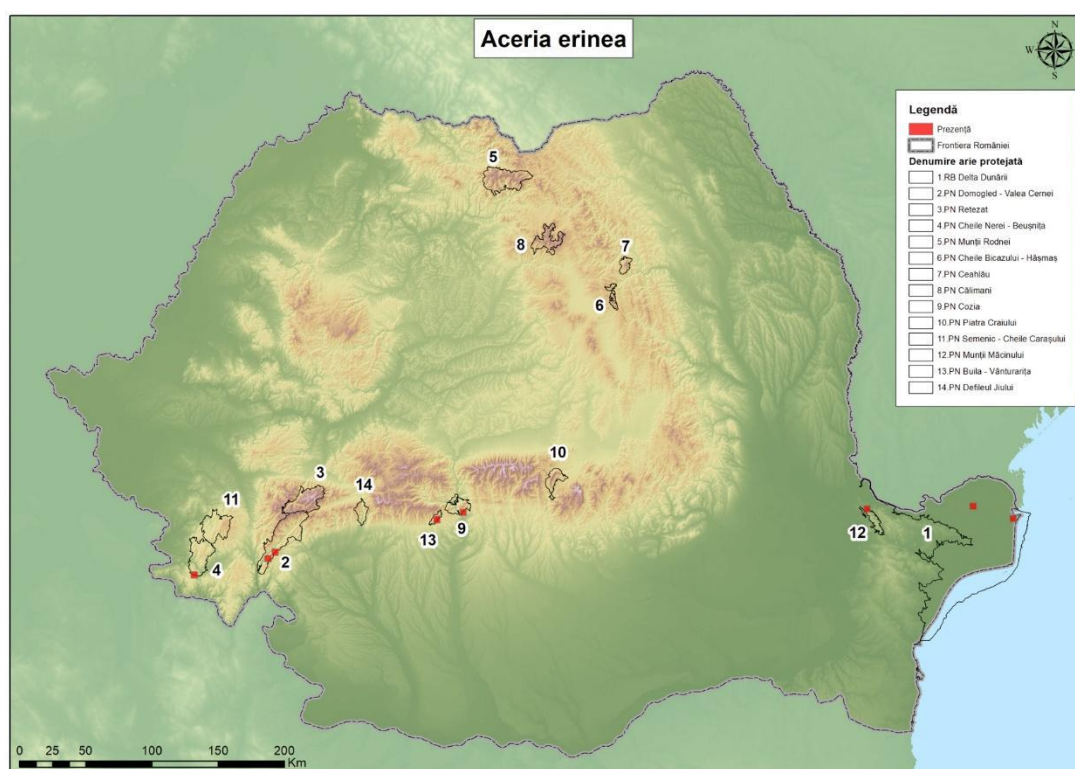 Aceria erinea
N
W
E
S
Legendă
Prezență
Frontiera României
Denumire arie protejată
1.RB Delta Dunării
2.PN Domogled - Valea Cernei
3.PN Retezat
4.PN Cheile Nerei - Beușnița
5.PN Munții Rodnei
6.PN Cheile Bicazului - Hășmaș
7.PN Ceahlău
8.PN Călimani
9.PN Cozia
10.PN Piatra Craiului
11.PN Semenic - Cheile Carașului
12.PN Munții Măcinului
13.PN Buila - Vânturarița
14.PN Defileul Jiului
5
8
7
6
10
3
14
11
9
13
12
1
2
4
0 25 50 100 150 200
Km